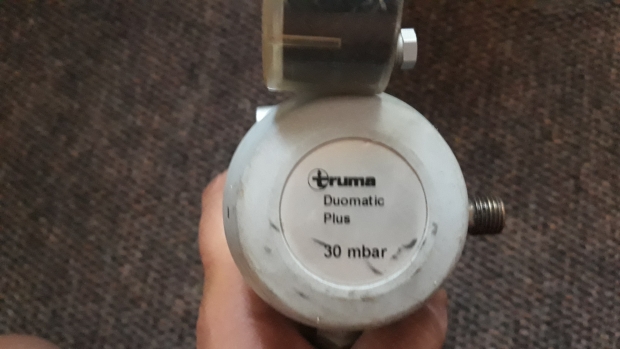 truma
Duomatic
Plus
30 mbar